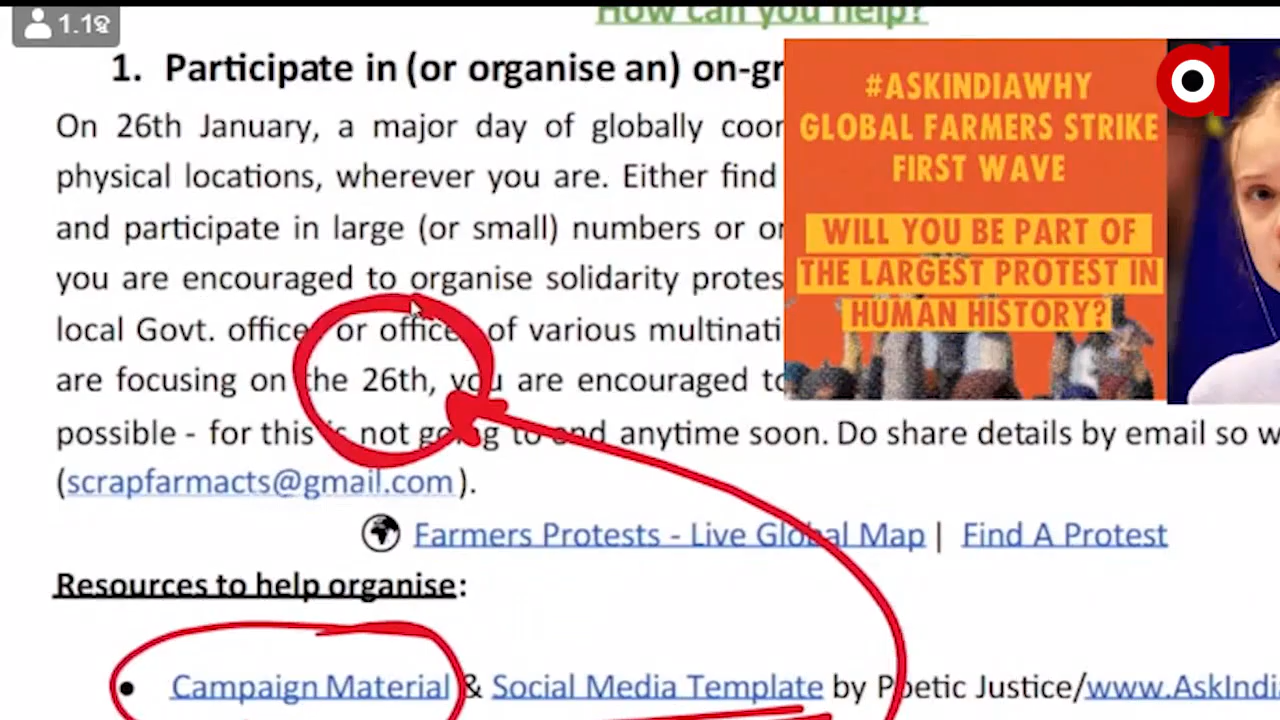 1.1ହ
How can you help?
1. Participate in (or organise an) on-gr
On 26th January, a major day of globally coor
physical locations, wherever you are. Either find
and participate in large (or small) numbers or or
you are encouraged to organise solidarity protes
local Govt. offices or offices of various multinati
are focusing on the 26th, you are encouraged to
possible - for this is not going to end anytime soon. Do share details by email so w
(scrapfarmacts@gmail.com).
Farmers Protests - Live Global Map | Find A Protest
Resources to help organise:
• Campaign Material & Social Media Template by Poetic Justice/www.AskIndi
#ASKINDIAWHY
GLOBAL FARMERS STRIKE
FIRST WAVE
WILL YOU BE PART OF
THE LARGEST PROTEST IN
HUMAN HISTORY?